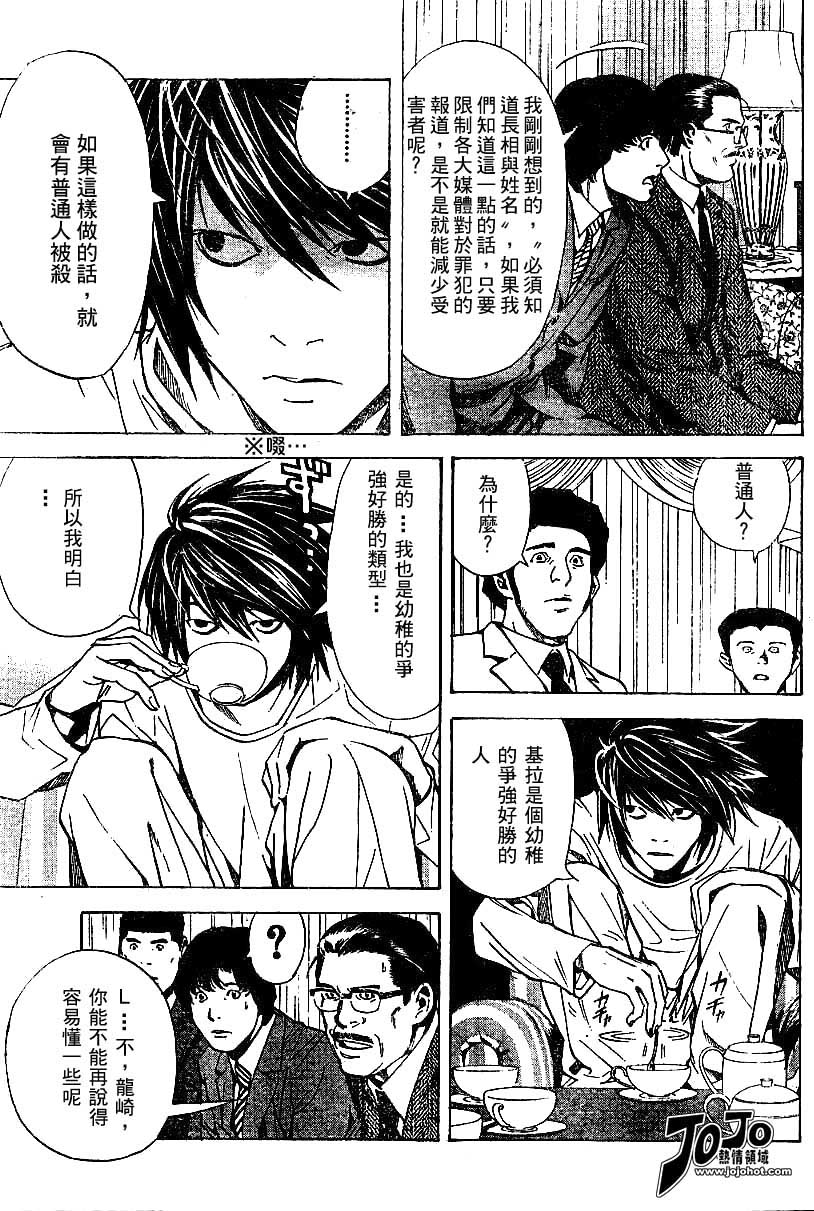 我剛剛想到的，〝必須知
道長相與姓名〞，如果我
們知道這一點的話，只要
限制各大媒體對於罪犯的
報道，是不是就能減少受
害者呢？
…………
如果這樣做的話，就
會有普通人被殺
普通人？
為什麼？
※啜…
ズズ…
是的…我也是幼稚的爭
強好勝的類型…
所以我明白
…
基拉是個幼稚
的爭強好勝的
人
カチャ
カチャ
？
L…不，龍崎，
你能不能再說得
容易懂一些呢
JOJO
熱情領域
www.jojohot.com